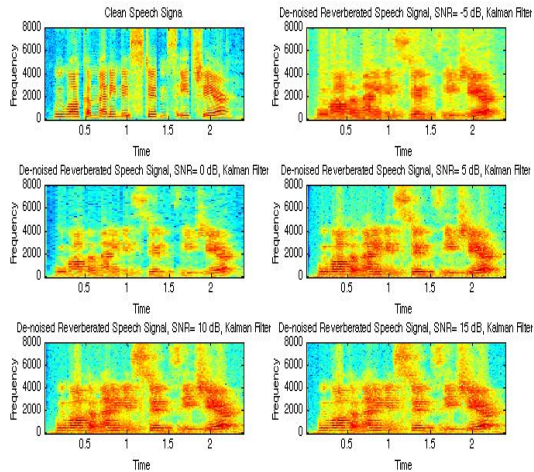 Clean Speech Signa
8000
6000
4000
2000
0
Frequency
0.5 1 1.5 2
Time
De-noised Reverberated Speech Signal, SNR= -5 dB, Kalman Filter
8000
6000
4000
2000
0
Frequency
0.5 1 1.5 2
Time
De-noised Reverberated Speech Signal, SNR= 0 dB, Kalman Filter
8000
6000
4000
2000
0
Frequency
0.5 1 1.5 2
Time
De-noised Reverberated Speech Signal, SNR= 5 dB, Kalman Filter
8000
6000
4000
2000
0
Frequency
0.5 1 1.5 2
Time
De-noised Reverberated Speech Signal, SNR= 10 dB, Kalman Filter
8000
6000
4000
2000
0
Frequency
0.5 1 1.5 2
Time
De-noised Reverberated Speech Signal, SNR= 15 dB, Kalman Filter
8000
6000
4000
2000
0
Frequency
0.5 1 1.5 2
Time